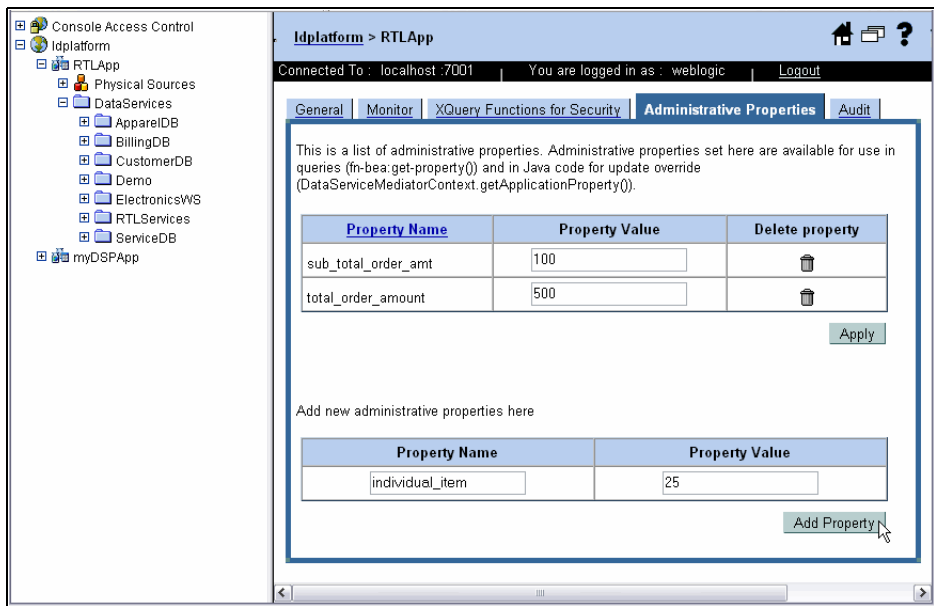 Console Access Control
ldplatform
RTLApp
Physical Sources
DataServices
ApparelDB
BillingDB
CustomerDB
Demo
ElectronicsWS
RTLServices
ServiceDB
myDSPApp
ldplatform > RTLApp
Connected To : localhost :7001 | You are logged in as : weblogic | Logout
General Monitor XQuery Functions for Security Administrative Properties Audit
This is a list of administrative properties. Administrative properties set here are available for use in
queries (fn-bea:get-property()) and in Java code for update override
(DataServiceMediatorContext.getApplicationProperty()).
Property Name Property Value Delete property
sub_total_order_amt 100
total_order_amount 500
Apply
Add new administrative properties here
Property Name Property Value
individual_item 25
Add Property